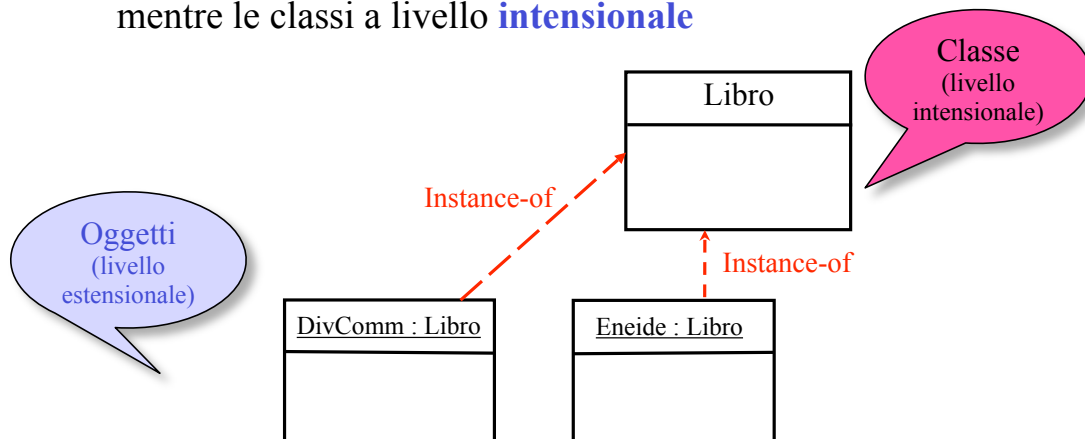 mentre le classi a livello intensionale
Classe
(livello
intensionale)
Libro
Instance-of
Oggetti
(livello
estensionale)
Instance-of
DivComm : Libro
Eneide : Libro